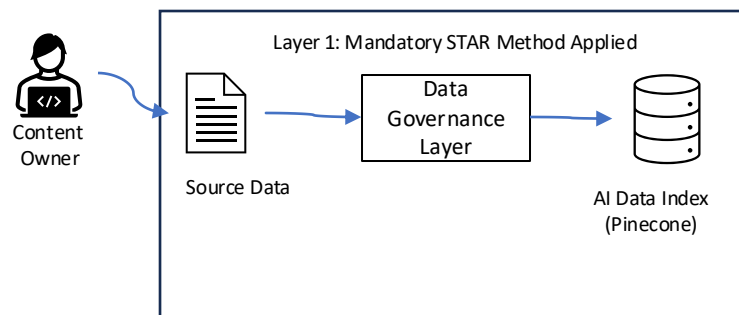 Layer 1: Mandatory STAR Method Applied
</>
Content
Owner
Source Data
Data
Governance
Layer
AI Data Index
(Pinecone)